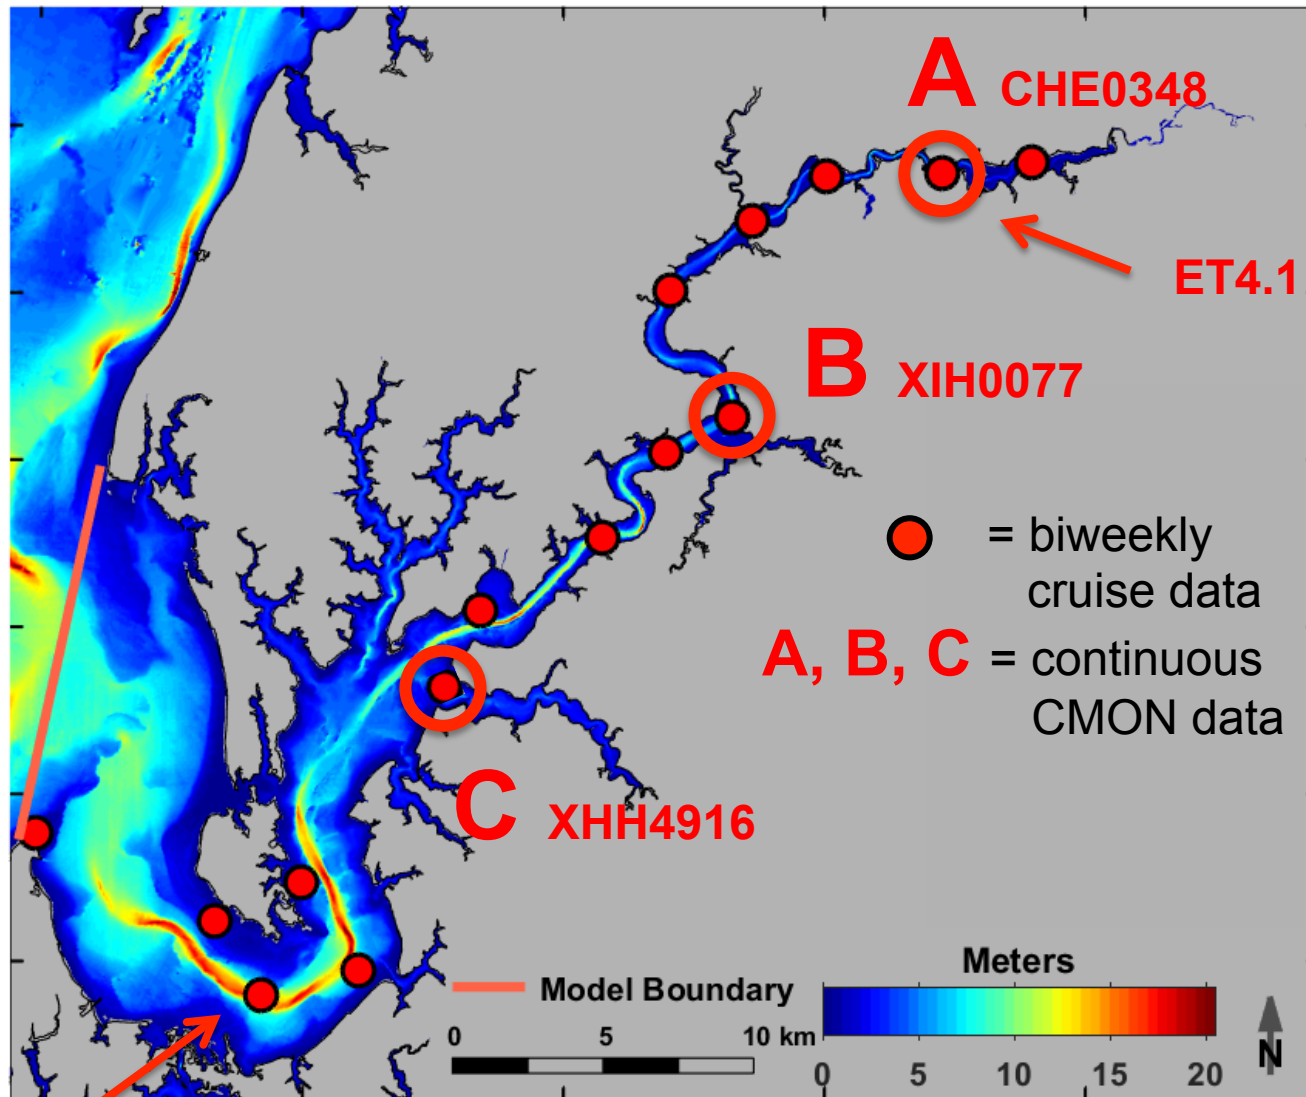 A CHE0348
ET4.1
B XIH0077
= biweekly
cruise data
A, B, C = continuous
CMON data
C XHH4916
Meters
Model Boundary
0 5 10 km
0 5 10 15 20
N